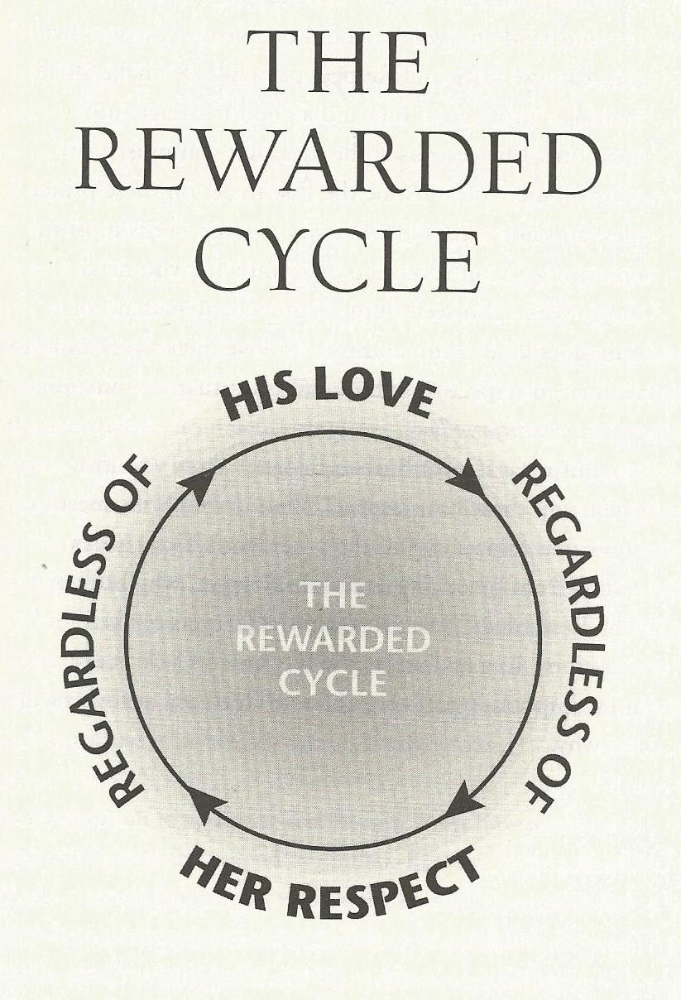 THE
REWARDED
CYCLE
HIS LOVE
REGARDLESS OF
HER RESPECT
REGARDLESS OF
THE
REWARDED
CYCLE